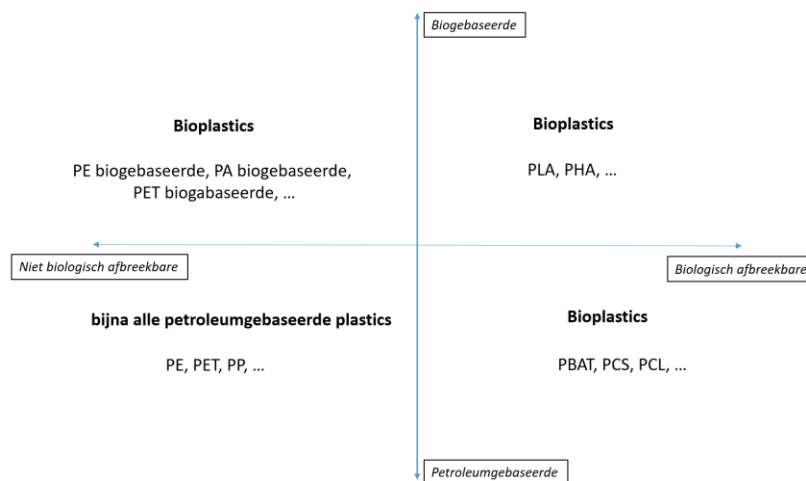 Biogebaseerde
Bioplastics
PE biogebaseerde, PA biogebaseerde,
PET biogabaseerde, ...
Bioplastics
PLA, PHA, ...
Niet biologisch afbreekbare
Biologisch afbreekbare
bijna alle petroleumgebaseerde plastics
PE, PET, PP, ...
Bioplastics
PBAT, PCS, PCL, ...
Petroleumgebaseerde